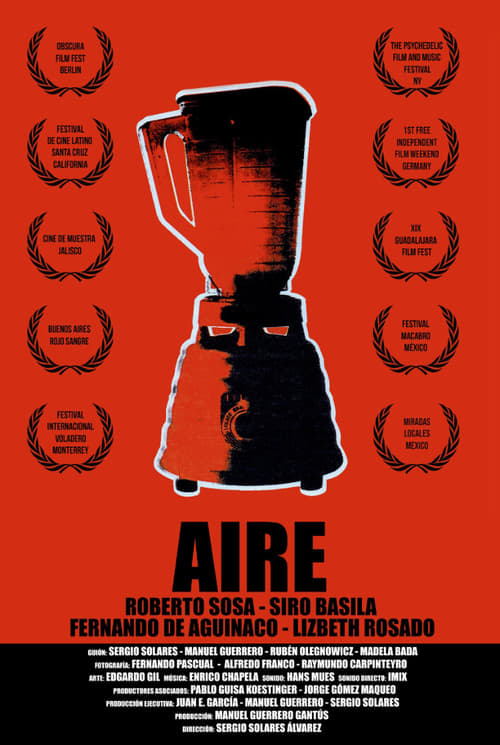 OBSCURA
FILM FEST
BERLIN
THE PSYCHEDELIC
FILM AND MUSIC
FESTIVAL
NY
FESTIVAL
DE CINE LATINO
SANTA CRUZ
CALIFORNIA
1ST FREE
INDEPENDENT
FILM WEEKEND
GERMANY
CINE DE MUESTRA
JALISCO
XIX
GUADALAJARA
FILM FEST
BUENOS AIRES
ROJO SANGRE
FESTIVAL
MACABRO
MÉXICO
FESTIVAL
INTERNACIONAL
VOLADERO
MONTERREY
MIRADAS
LOCALES
MEXICO
AIRE
ROBERTO SOSA - SIRO BASILA
FERNANDO DE AGUINACO - LIZBETH ROSADO
GUIÓN: SERGIO SOLARES - MANUEL GUERRERO - RUBÉN OLEGNOWICZ - MADELA BADA
FOTOGRAFÍA: FERNANDO PASCUAL - ALFREDO FRANCO - RAYMUNDO CARPINTEYRO
ARTE: EDGARDO GIL MÚSICA: ENRICO CHAPELA SONIDO: HANS MUES SONIDO DIRECTO: IMIX
PRODUCTORES ASOCIADOS: PABLO GUISA KOESTINGER - JORGE GÓMEZ MAQUEO
PRODUCCIÓN EJECUTIVA: JUAN E. GARCÍA - MANUEL GUERRERO - SERGIO SOLARES
PRODUCCIÓN: MANUEL GUERRERO GANTÚS
DIRECCIÓN: SERGIO SOLARES ÁLVAREZ